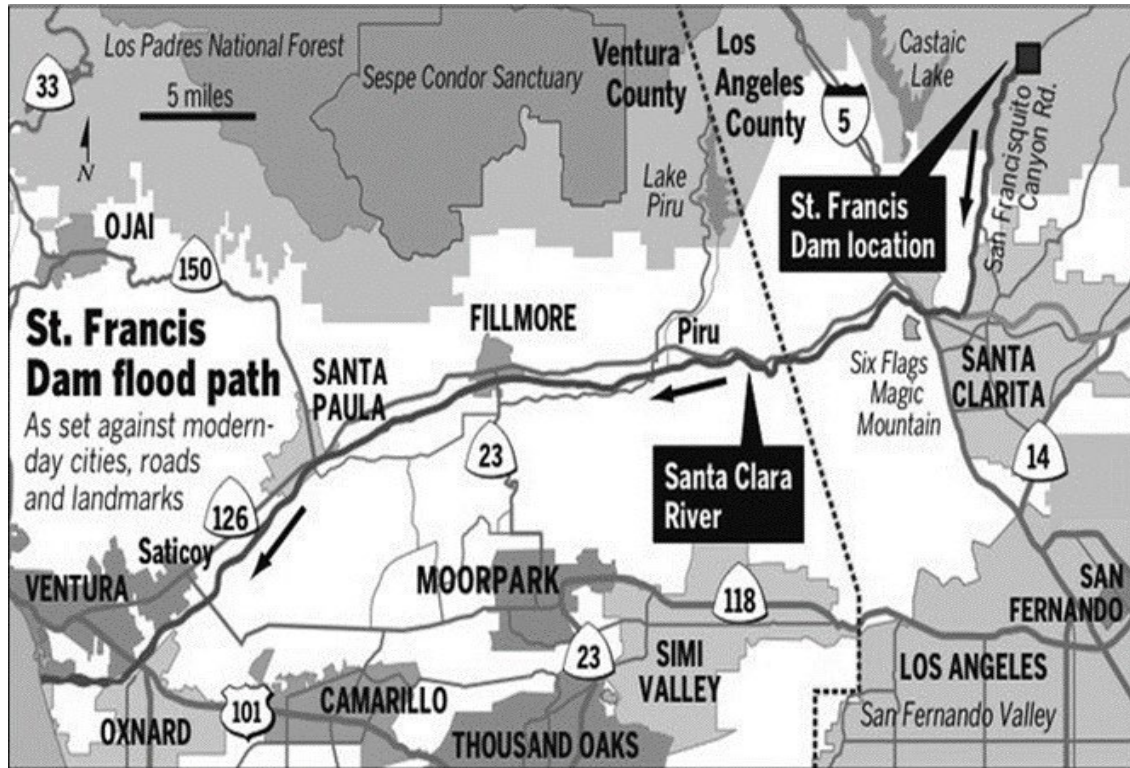 Los Padres National Forest
33
5 miles
N
Sespe Condor Sanctuary
Ventura
County
Los
Angeles
County
5
Castaic
Lake
San Francisquito
Canyon Rd.
Lake
Piru
St. Francis
Dam location
OJAI
150
St. Francis
Dam flood path
As set against modern-
day cities, roads
and landmarks
SANTA
PAULA
FILLMORE
Piru
Six Flags
Magic
Mountain
SANTA
CLARITA
14
23
Santa Clara
River
126
Saticoy
VENTURA
MOORPARK
118
SAN
FERNANDO
23
SIMI
VALLEY
LOS ANGELES
San Fernando Valley
OXNARD
101
CAMARILLO
THOUSAND OAKS